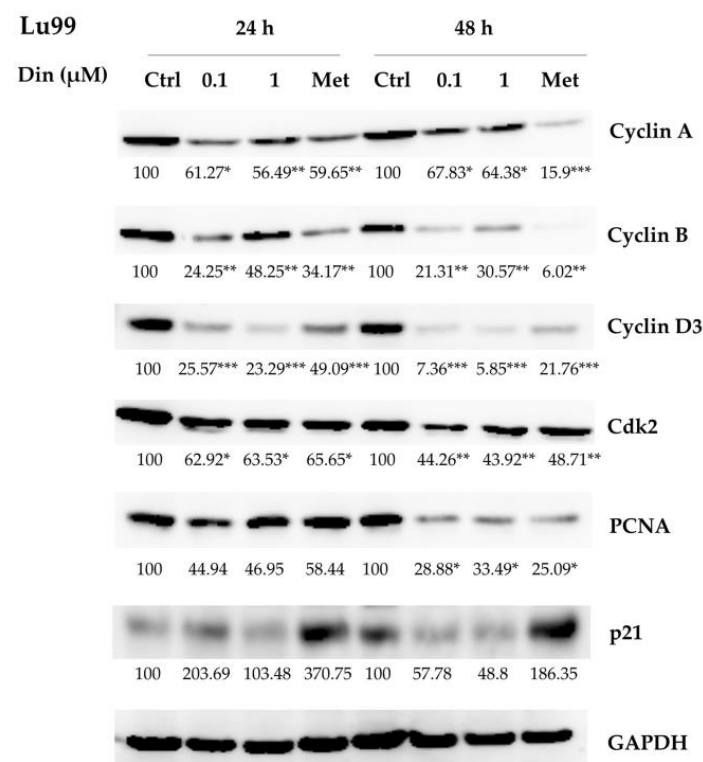 Lu99 24 h 48 h
Din (μM) Ctrl 0.1 1 Met Ctrl 0.1 1 Met
Cyclin A
100 61.27* 56.49** 59.65** 100 67.83* 64.38* 15.9***
Cyclin B
100 24.25** 48.25** 34.17** 100 21.31** 30.57** 6.02**
Cyclin D3
100 25.57*** 23.29*** 49.09*** 100 7.36*** 5.85*** 21.76***
Cdk2
100 62.92* 63.53* 65.65* 100 44.26** 43.92** 48.71**
PCNA
100 44.94 46.95 58.44 100 28.88* 33.49* 25.09*
p21
100 203.69 103.48 370.75 100 57.78 48.8 186.35
GAPDH